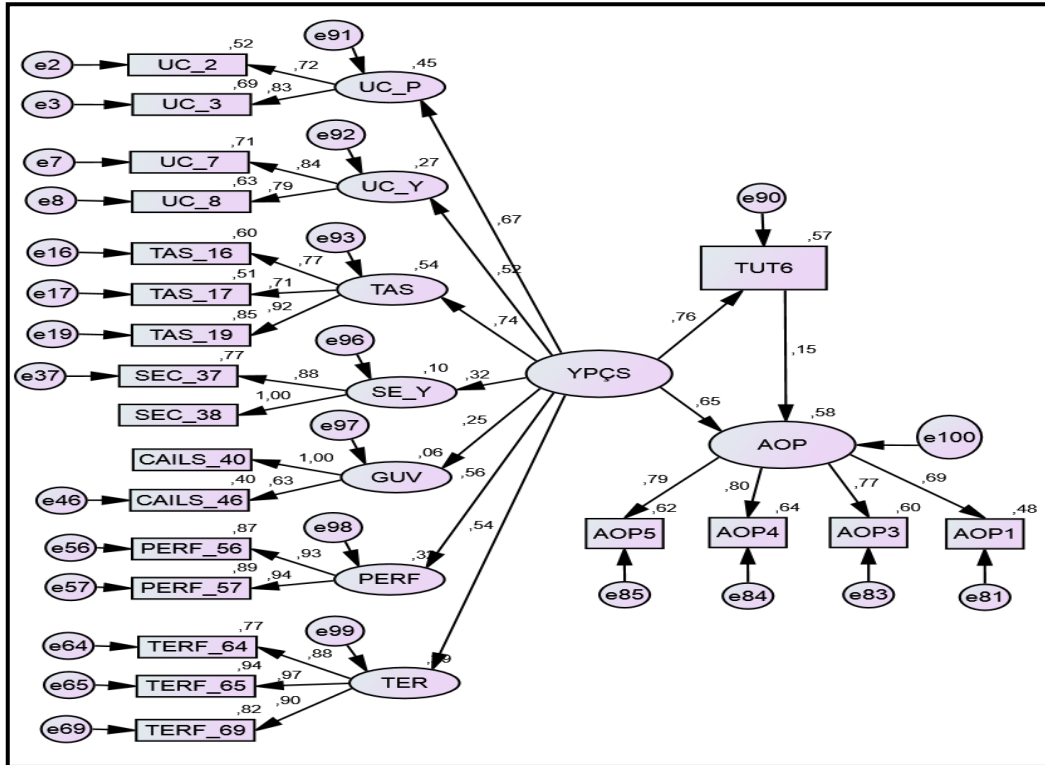 e91
,45
UC_P
e2
,52
UC_2
,72
e3
,69
UC_3
,83
e92
,27
UC_Y
e7
,71
UC_7
,84
e8
,63
UC_8
,79
e93
,54
TAS
e16
,60
TAS_16
,77
e17
,51
TAS_17
,71
e19
,85
TAS_19
,92
e96
,10
SE_Y
e37
,77
SEC_37
,88
SEC_38
1,00
e97
,06
GUV
CAILS_40
1,00
e46
,40
CAILS_46
,63
e98
PERF
e56
,87
PERF_56
,93
e57
,89
PERF_57
,94
e99
TER
e64
,77
TERF_64
,88
e65
,94
TERF_65
,97
e69
,82
TERF_69
,90
,67
,52
,74
,32
,25
,56
,54
YPÇS
,76
,65
e90
,57
TUT6
,15
,58
AOP
e100
,79
,80
,77
,69
,62
AOP5
,64
AOP4
,60
AOP3
,48
AOP1
e85
e84
e83
e81